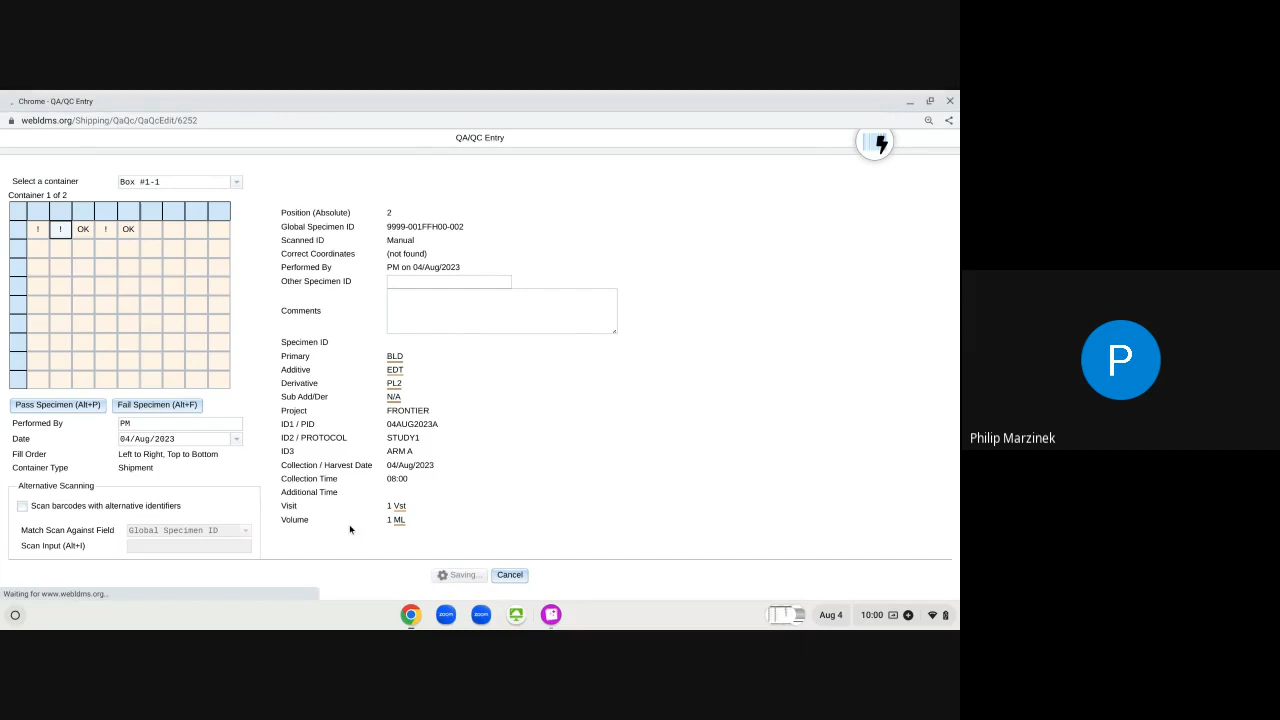 Chrome - QA/QC Entry
webldms.org/Shipping/QaQc/QaQcEdit/6252
QA/QC Entry
Select a container Box #1-1
Container 1 of 2
! ! OK ! OK
Pass Specimen (Alt+P) Fail Specimen (Alt+F)
Performed By PM
Date 04/Aug/2023
Fill Order Left to Right, Top to Bottom
Container Type Shipment
Alternative Scanning
Scan barcodes with alternative identifiers
Match Scan Against Field Global Specimen ID
Scan Input (Alt+I)
Position (Absolute) 2
Global Specimen ID 9999-001FFH00-002
Scanned ID Manual
Correct Coordinates (not found)
Performed By PM on 04/Aug/2023
Other Specimen ID
Comments
Specimen ID
Primary BLD
Additive EDT
Derivative PL2
Sub Add/Der N/A
Project FRONTIER
ID1 / PID 04AUG2023A
ID2 / PROTOCOL STUDY1
ID3 ARM A
Collection / Harvest Date 04/Aug/2023
Collection Time 08:00
Additional Time
Visit 1 Vst
Volume 1 ML
Saving... Cancel
Waiting for www.webldms.org...
zoom zoom
Aug 4 10:00
P
Philip Marzinek